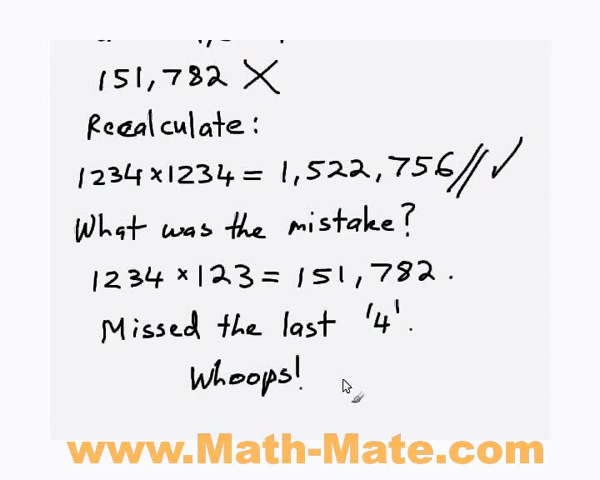 151,782 X
Recalculate:
1234×1234 = 1,522,756// ✓
What was the mistake?
1234 × 123 = 151,782.
Missed the last '4'.
Whoops!
www.Math-Mate.com